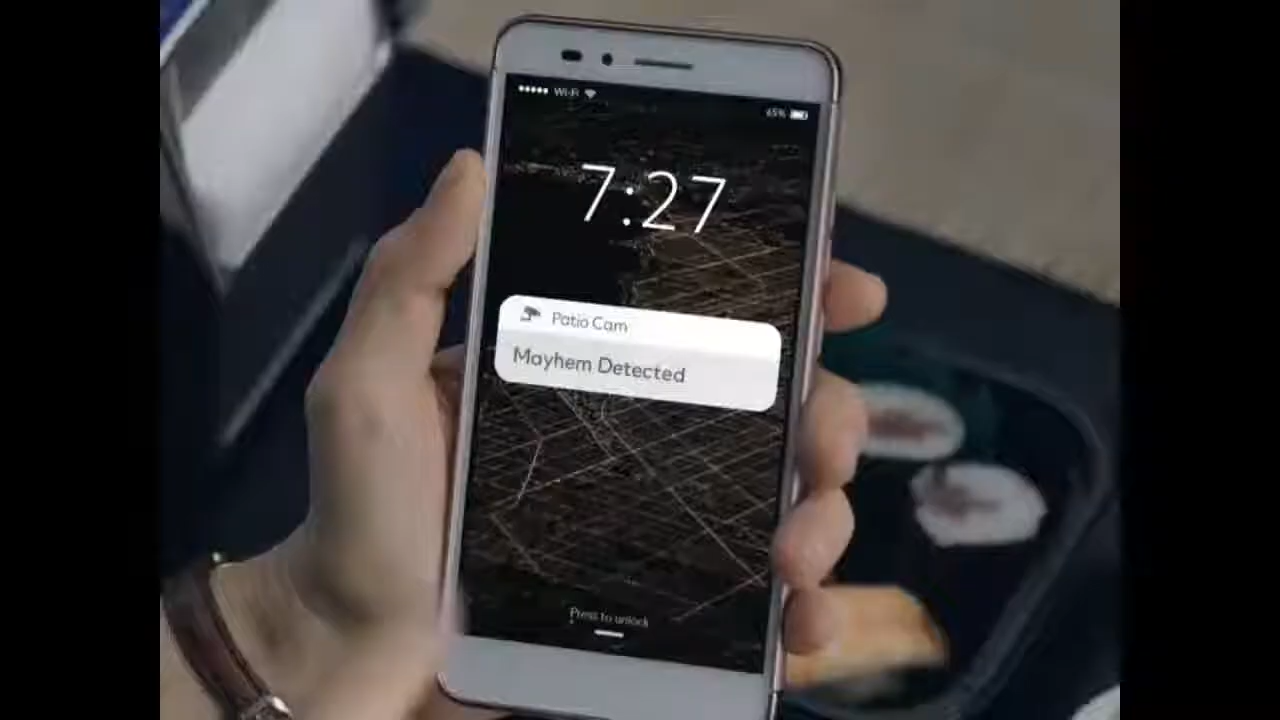 Wi-Fi
65%
7:27
Patio Cam
Mayhem Detected
Press to unlock